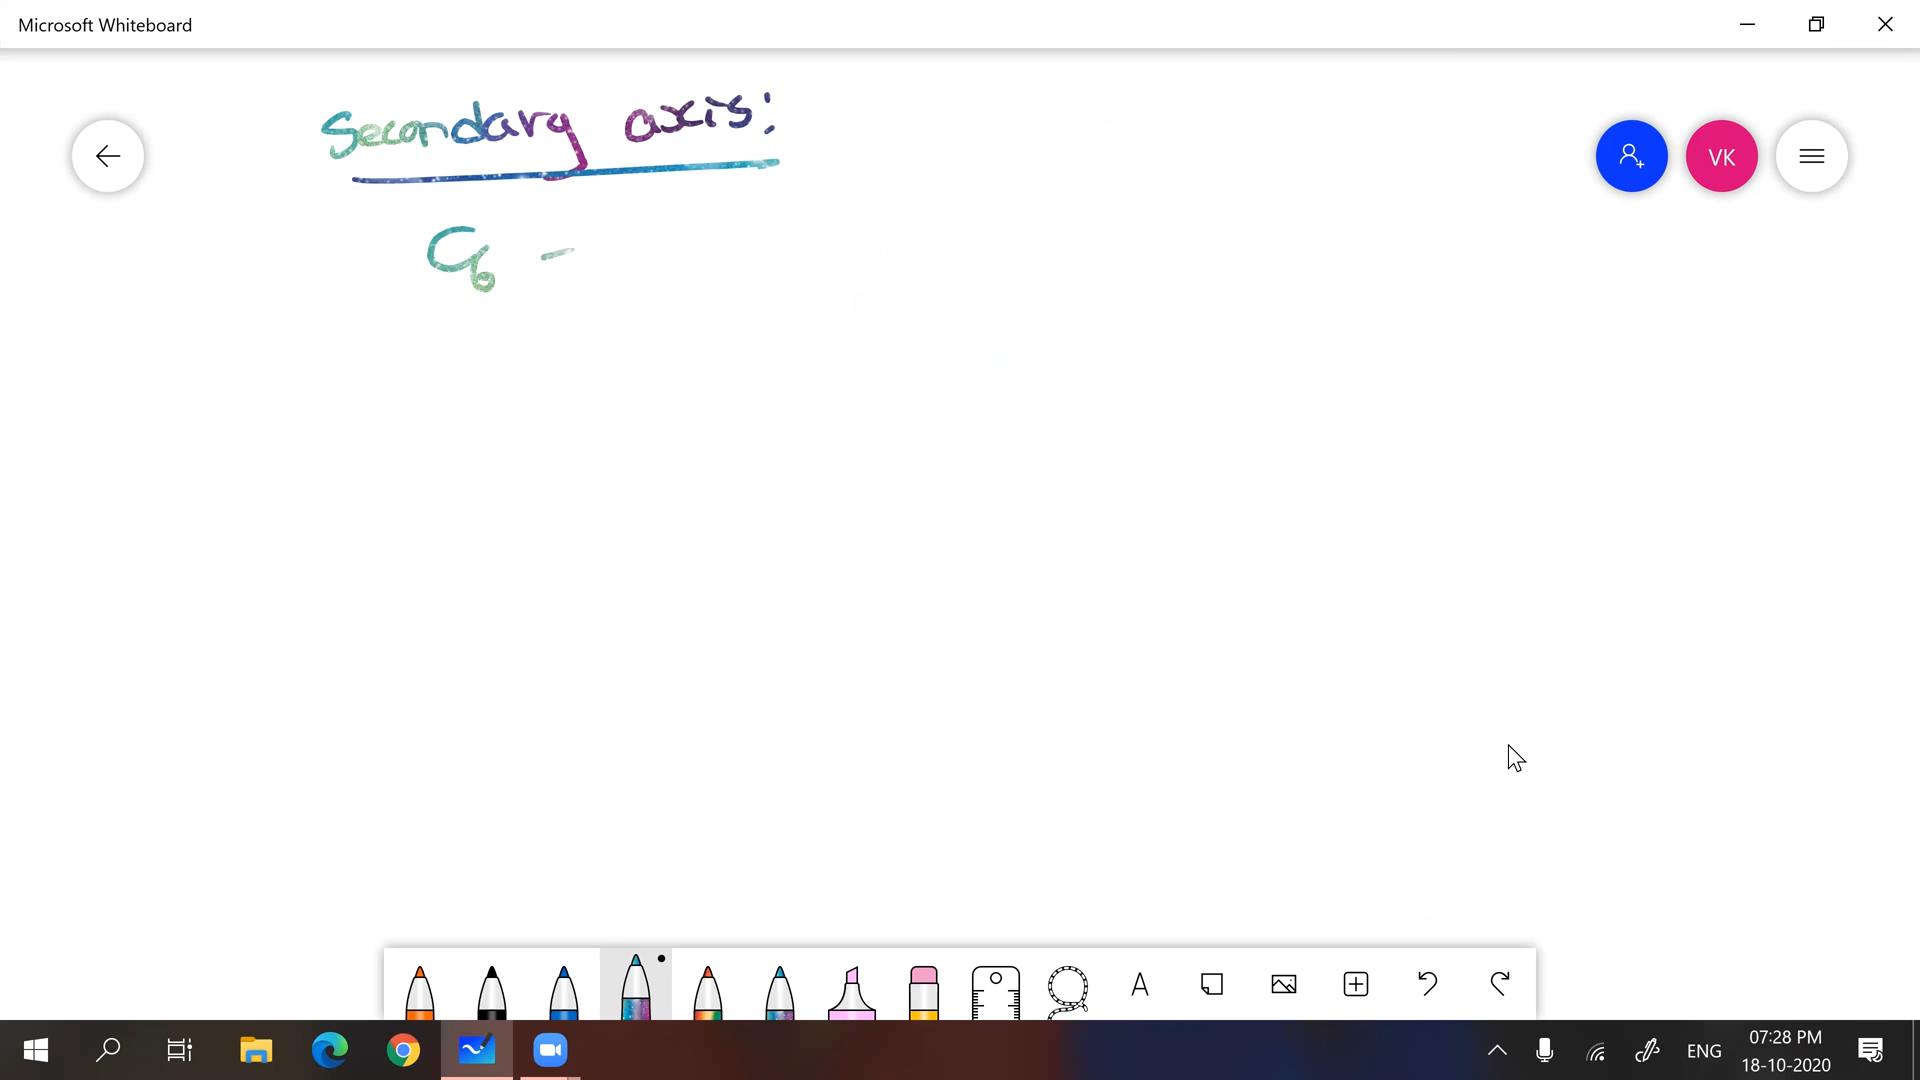 Microsoft Whiteboard
Secondary axis:
C6 -
VK
A
ENG
07:28 PM
18-10-2020